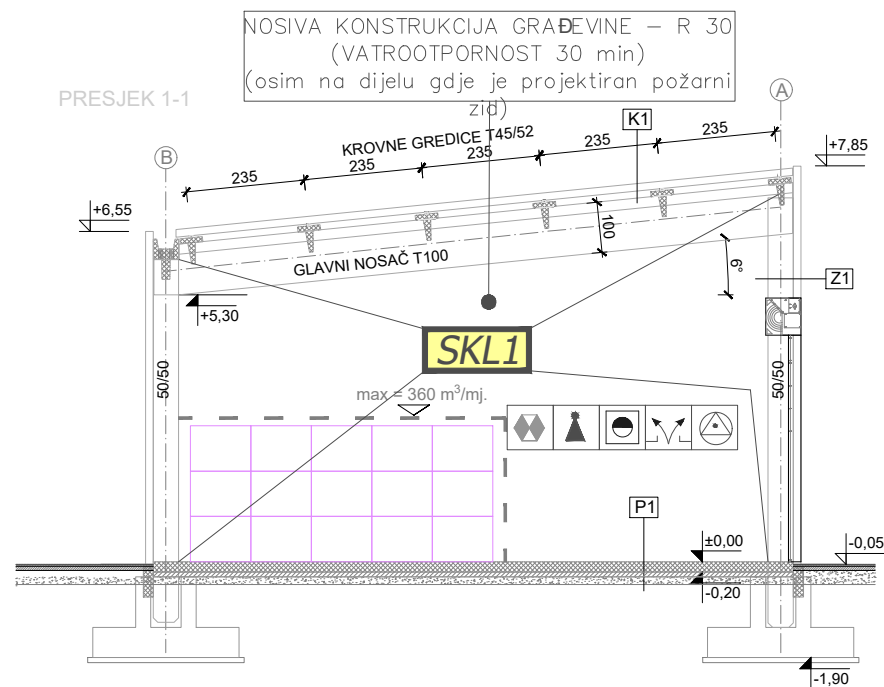 NOSIVA KONSTRUKCIJA GRAĐEVINE – R 30
(VATROOTPORNOST 30 min)
(osim na dijelu gdje je projektiran požarni
zid)
PRESJEK 1-1
A
B
K1
KROVNE GREDICE T45/52
235
235
235
235
235
+7,85
+6,55
100
GLAVNI NOSAČ T100
6°
Z1
+5,30
SKL1
50/50
50/50
max = 360 m³/mj.
P1
±0,00
-0,05
-0,20
-1,90